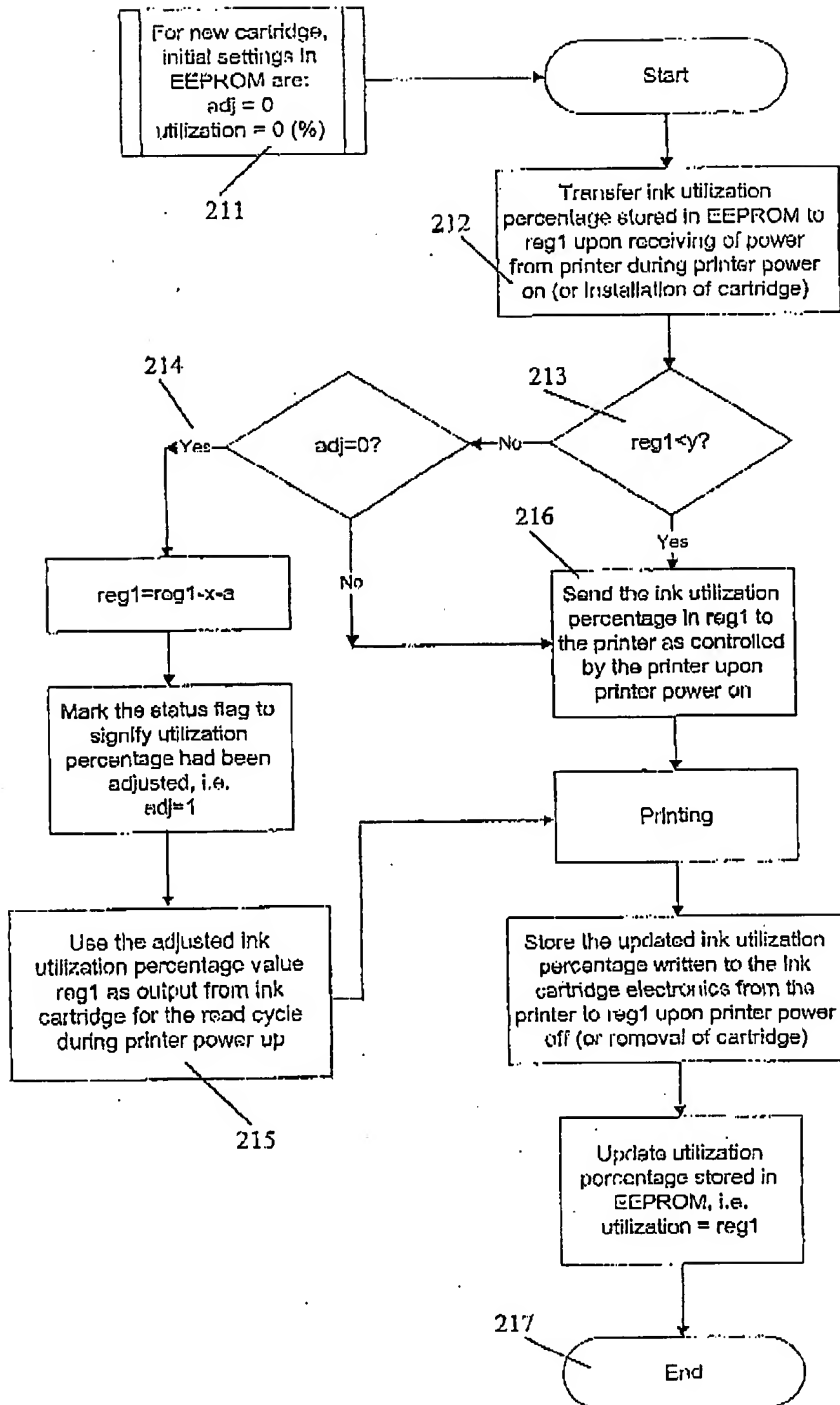 For new cartridge,
initial settings in
EEPROM are:
adj = 0
utilization = 0 (%)
211
Start
Transfer ink utilization
percentage stored in EEPROM to
reg1 upon receiving of power
from printer during printer power
on (or installation of cartridge)
212
213
reg1<y?
No
Yes
214
adj=0?
Yes
No
reg1=reg1-x-a
Mark the status flag to
signify utilization
percentage had been
adjusted, i.e.
adj=1
Use the adjusted ink
utilization percentage value
reg1 as output from ink
cartridge for the read cycle
during printer power up
215
216
Send the ink utilization
percentage in reg1 to
the printer as controlled
by the printer upon
printer power on
Printing
Store the updated ink utilization
percentage written to the ink
cartridge electronics from the
printer to reg1 upon printer power
off (or removal of cartridge)
Update utilization
percentage stored in
EEPROM, i.e.
utilization = reg1
217
End